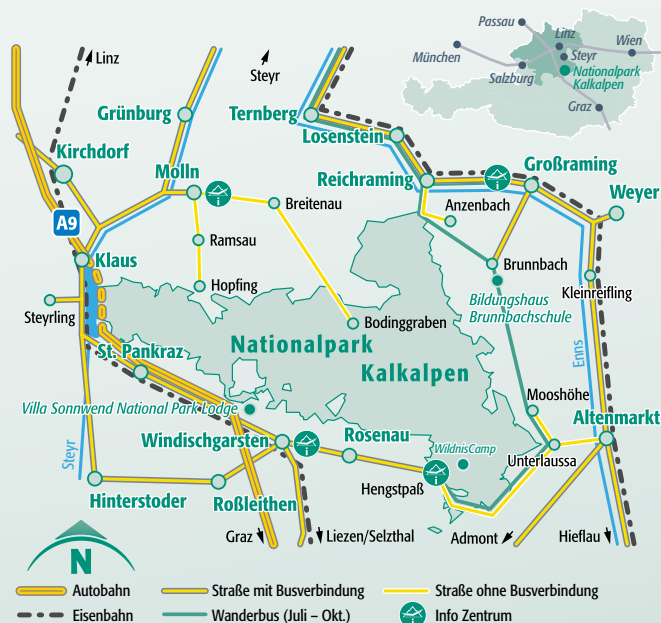 Linz
Steyr
Passau
Linz
Wien
München
Steyr
Salzburg
Nationalpark
Kalkalpen
Graz
Grünburg
Ternberg
Losenstein
Kirchdorf
Molln
Reichraming
Großraming
Weyer
Breitenau
Anzenbach
A9
Ramsau
Klaus
Brunnbach
Hopfing
Kleinreifling
Bildungshaus
Brunnbachschule
Steyrling
Bodinggraben
Nationalpark
Kalkalpen
Enns
St. Pankraz
Mooshöhe
Villa Sonnwend National Park Lodge
Altenmarkt
Windischgarsten
Rosenau
WildnisCamp
Unterlaussa
Steyr
Hengstpaß
Hinterstoder
Roßleithen
Graz
Liezen/Selzthal
Admont
Hieflau
N
Autobahn
Straße mit Busverbindung
Straße ohne Busverbindung
Eisenbahn
Wanderbus (Juli – Okt.)
Info Zentrum